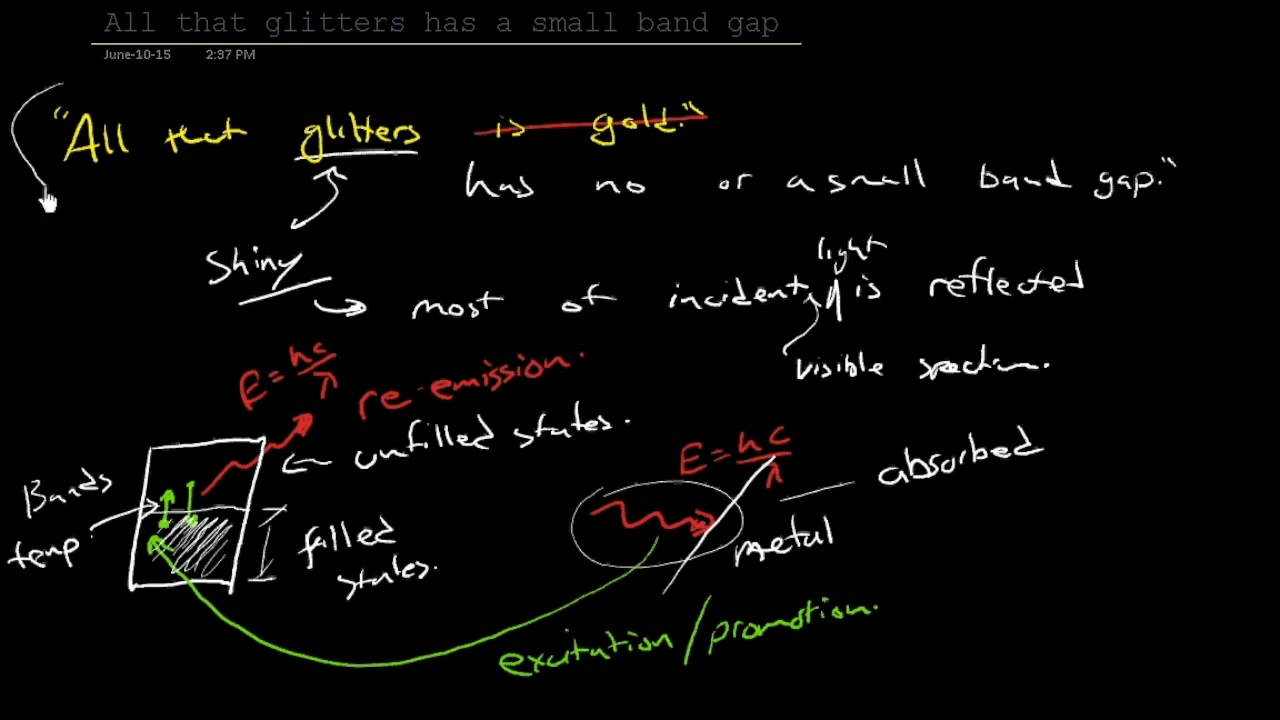 All that glitters has a small band gap
June-10-15 2:37 PM
"All that glitters is gold."
has no or a small band gap."
Shiny
light
most of incident is reflected
visible spectrum.
E = hc/λ
re-emission.
unfilled states.
E = hc/λ
absorbed
Bands
temp.
filled
states.
metal
excitation/promotion.